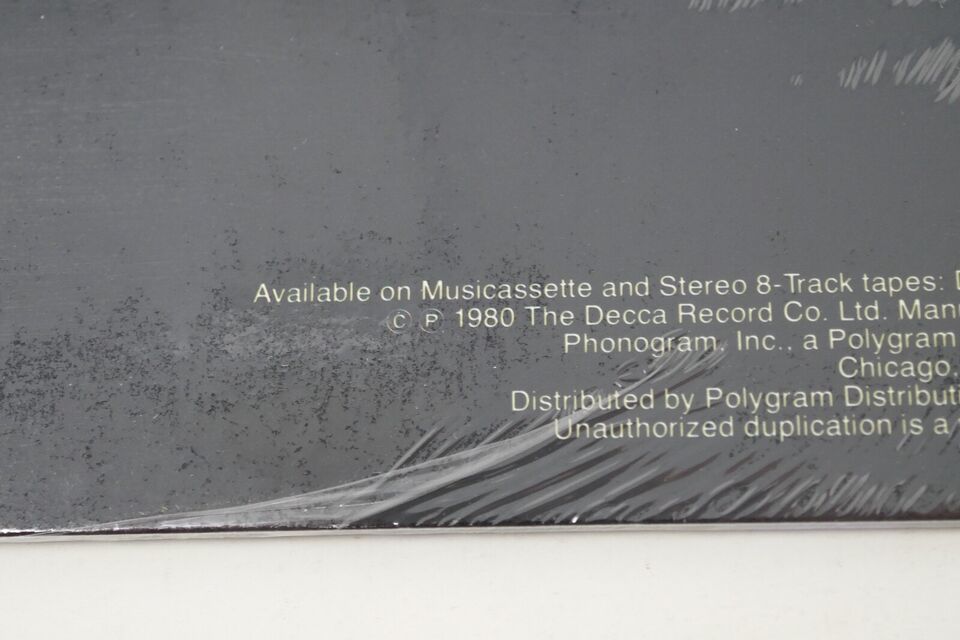 Available on Musicassette and Stereo 8-Track tapes:
© ℗ 1980 The Decca Record Co. Ltd.
Phonogram, Inc., a Polygram
Chicago,
Distributed by Polygram
Unauthorized duplication is a